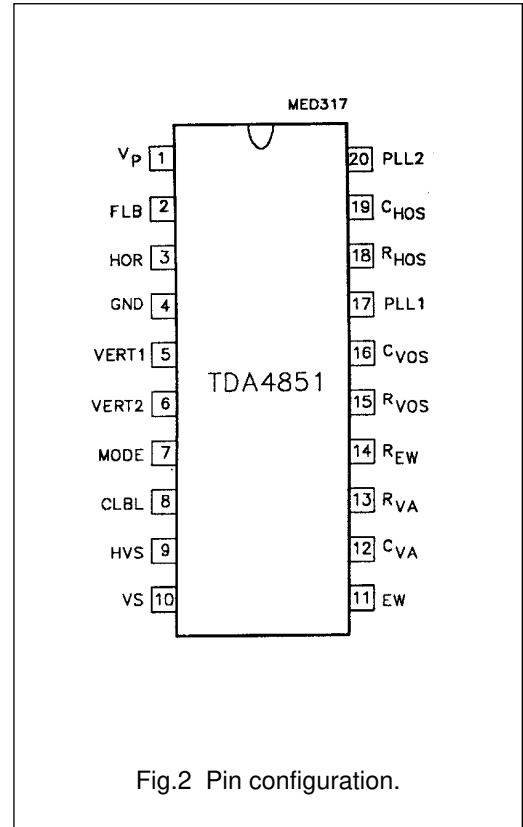 MED317
VP 1
FLB 2
HOR 3
GND 4
VERT1 5
VERT2 6
MODE 7
CLBL 8
HVS 9
VS 10
TDA4851
20 PLL2
19 CHOS
18 RHOS
17 PLL1
16 CVOS
15 RVOS
14 REW
13 RVA
12 CVA
11 EW
Fig.2 Pin configuration.